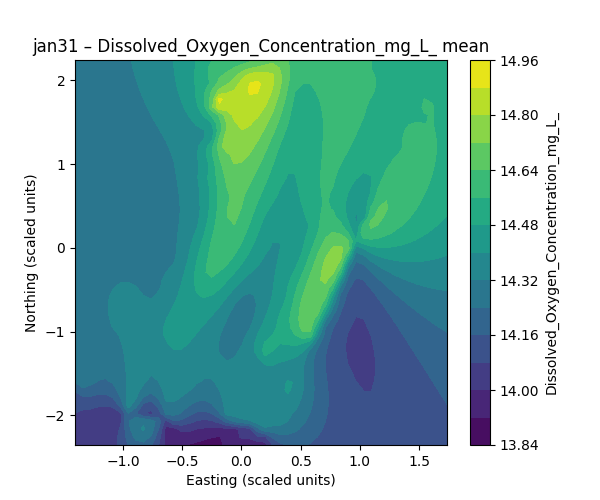 jan31 – Dissolved_Oxygen_Concentration_mg_L_ mean
2
1
0
−1
−2
Northing (scaled units)
−1.0 −0.5 0.0 0.5 1.0 1.5
Easting (scaled units)
14.96
14.80
14.64
14.48
14.32
14.16
14.00
13.84
Dissolved_Oxygen_Concentration_mg_L_